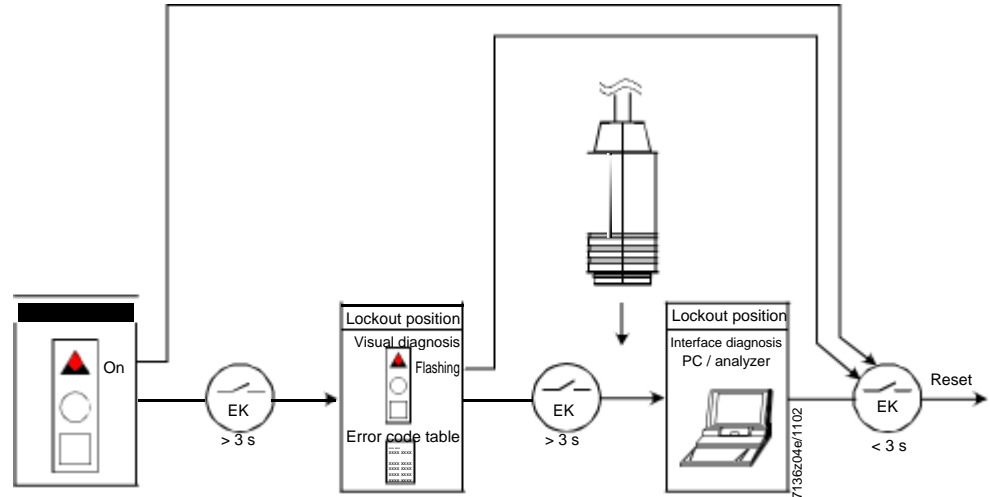 On
EK
> 3 s
Lockout position
Visual diagnosis
Flashing
Error code table
EK
> 3 s
Lockout position
Interface diagnosis
PC / analyzer
7136z04e/1102
EK
< 3 s
Reset